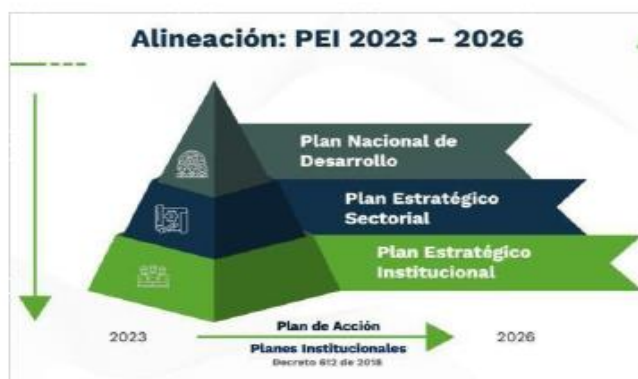 Alineación: PEI 2023 – 2026
Plan Nacional de
Desarrollo
Plan Estratégico
Sectorial
Plan Estratégico
Institucional
2023
Plan de Acción
2026
Planes Institucionales
Decreto 612 de 2018